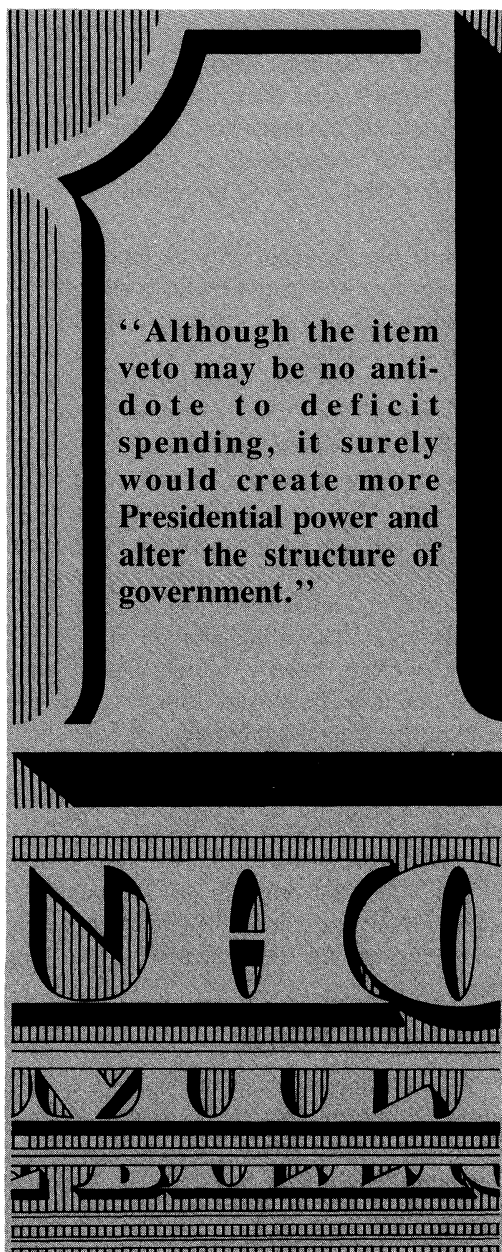 ‘‘Although the item
veto may be no anti-
dote to deficit
spending, it surely
would create more
Presidential power and
alter the structure of
government.’’